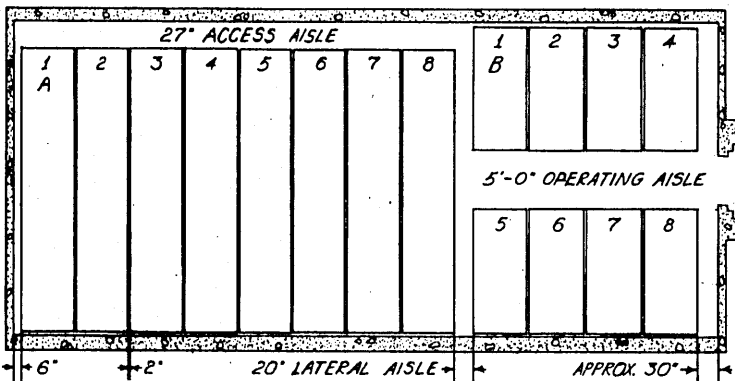 27" ACCESS AISLE
1 2 3 4 5 6 7 8
A
1 2 3 4
B
5'-0" OPERATING AISLE
5 6 7 8
6" 2" 20" LATERAL AISLE APPROX. 30"